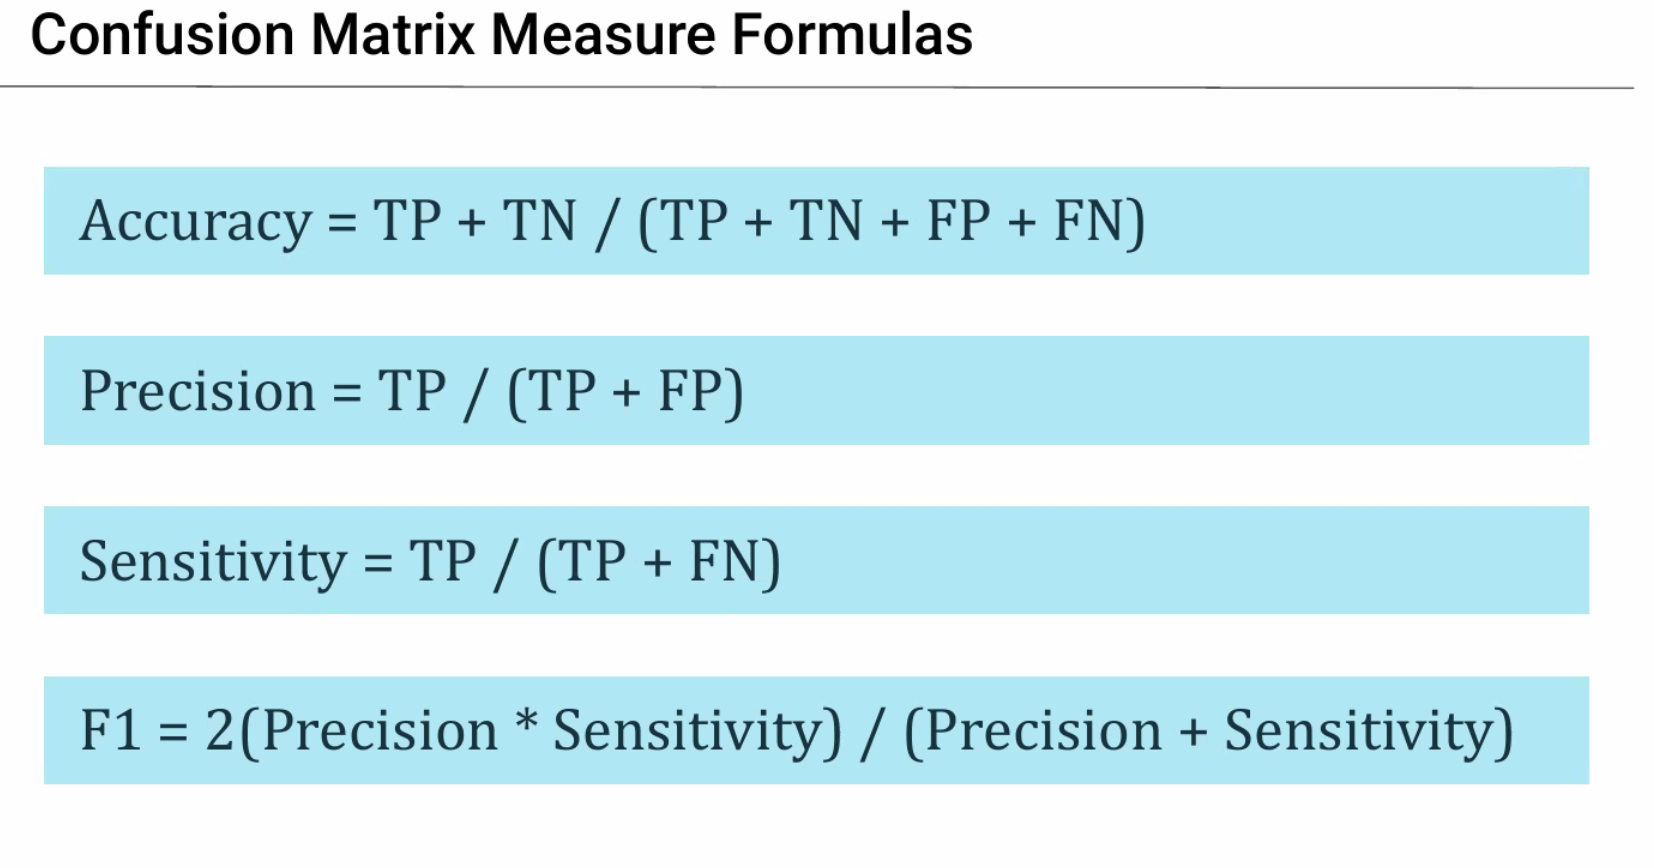 Confusion Matrix Measure Formulas
Accuracy = TP + TN / (TP + TN + FP + FN)
Precision = TP / (TP + FP)
Sensitivity = TP / (TP + FN)
F1 = 2(Precision * Sensitivity) / (Precision + Sensitivity)